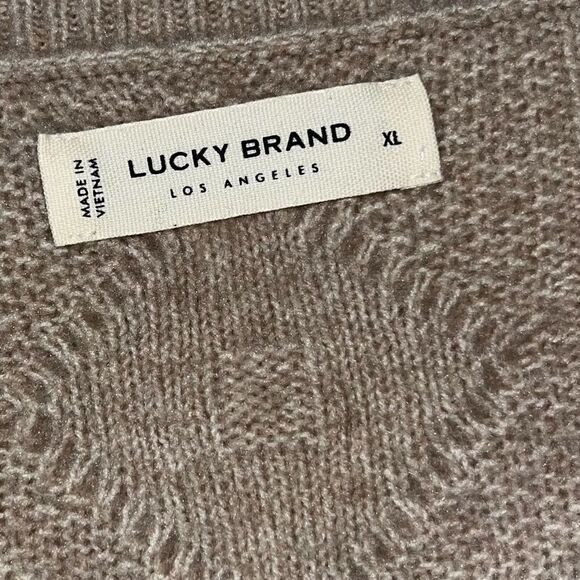 MADE IN
VIETNAM
LUCKY BRAND
LOS ANGELES
XL